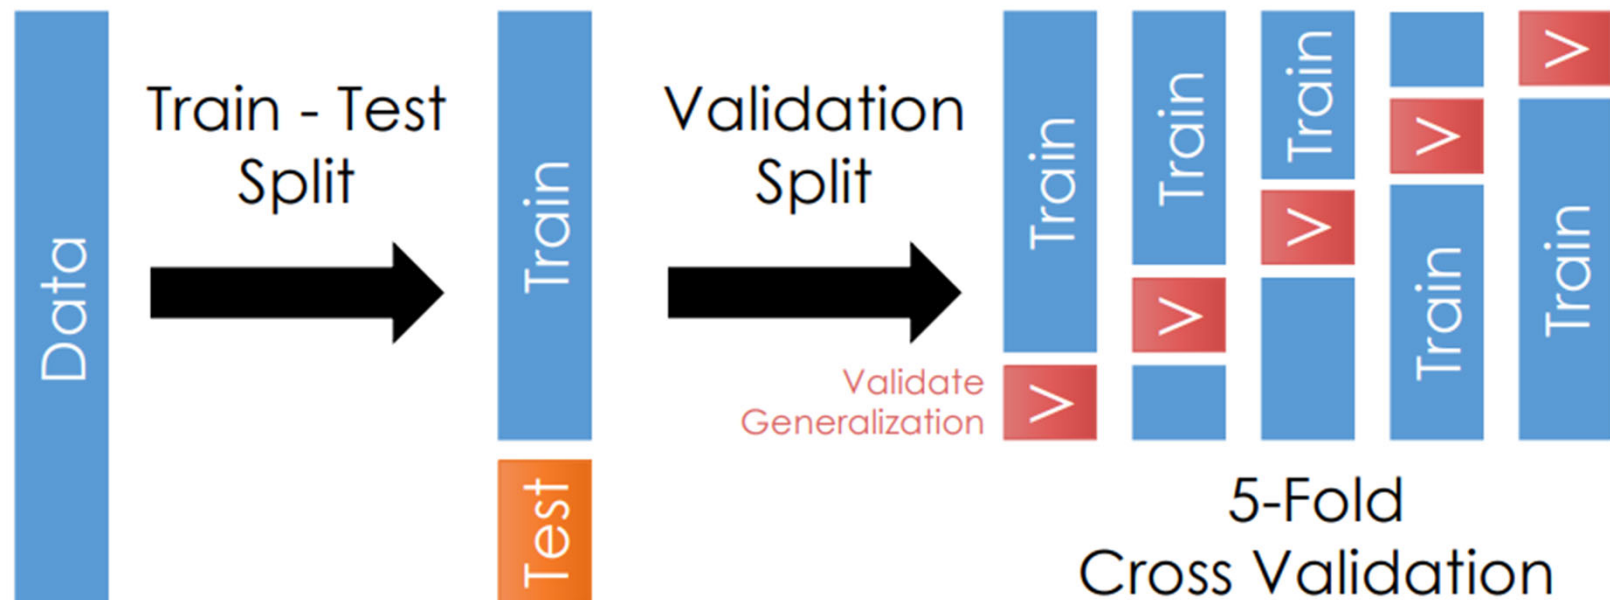 Data
Train - Test
Split
Train
Test
Validation
Split
Validate
Generalization
Train
V
Train
V
Train
V
V
Train
V
Train
5-Fold
Cross Validation